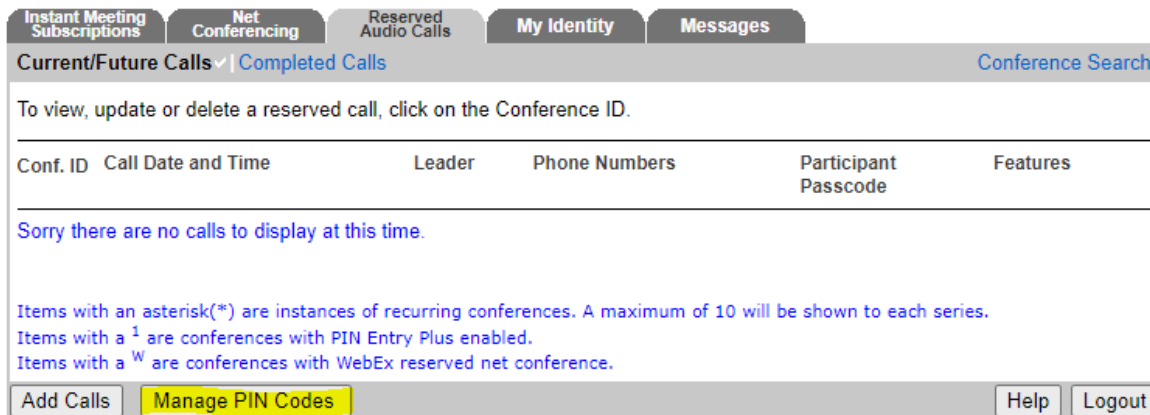 Instant Meeting Subscriptions
Net Conferencing
Reserved Audio Calls
My Identity
Messages
Current/Future Calls | Completed Calls
Conference Search
To view, update or delete a reserved call, click on the Conference ID.
Conf. ID
Call Date and Time
Leader
Phone Numbers
Participant Passcode
Features
Sorry there are no calls to display at this time.
Items with an asterisk(*) are instances of recurring conferences. A maximum of 10 will be shown to each series.
Items with a 1 are conferences with PIN Entry Plus enabled.
Items with a W are conferences with WebEx reserved net conference.
Add Calls
Manage PIN Codes
Help
Logout